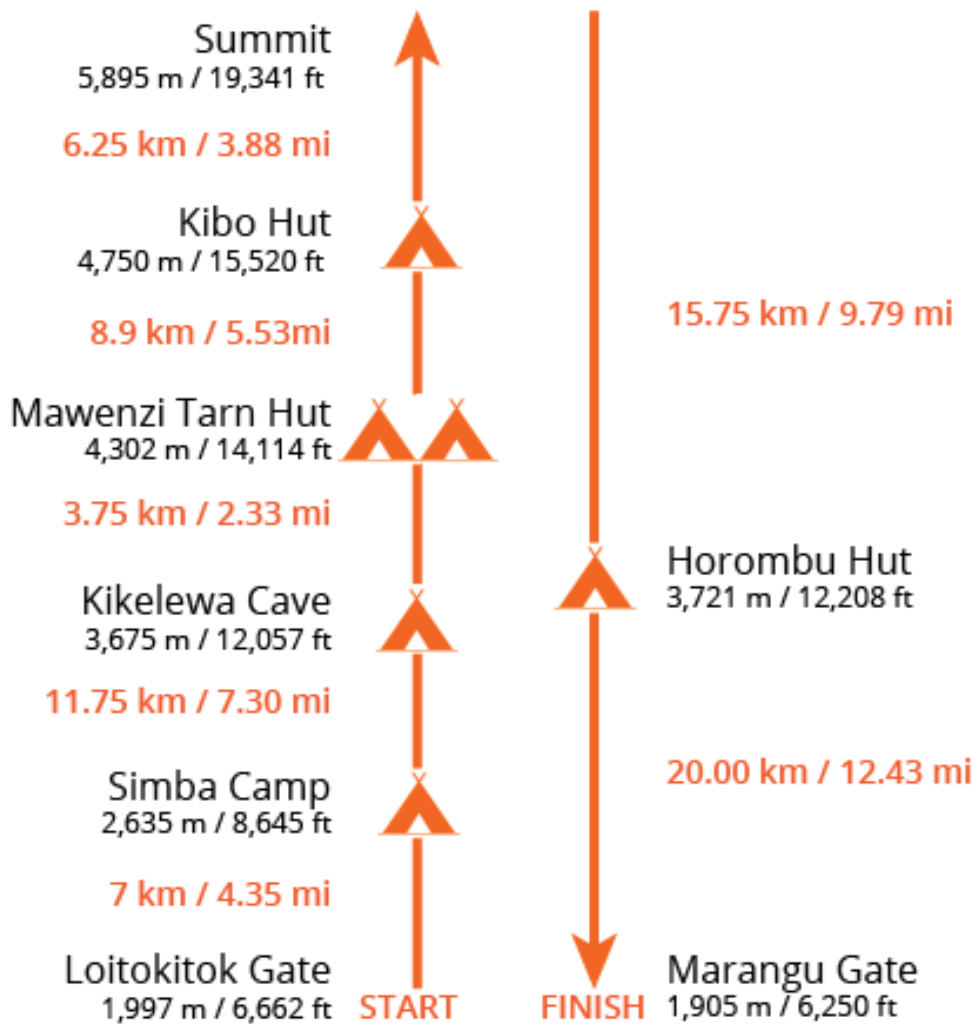 Summit
5,895 m / 19,341 ft
6.25 km / 3.88 mi
Kibo Hut
4,750 m / 15,520 ft
8.9 km / 5.53mi
Mawenzi Tarn Hut
4,302 m / 14,114 ft
3.75 km / 2.33 mi
Kikelewa Cave
3,675 m / 12,057 ft
11.75 km / 7.30 mi
Simba Camp
2,635 m / 8,645 ft
7 km / 4.35 mi
Loitokitok Gate
1,997 m / 6,662 ft
START
15.75 km / 9.79 mi
Horombu Hut
3,721 m / 12,208 ft
20.00 km / 12.43 mi
FINISH
Marangu Gate
1,905 m / 6,250 ft